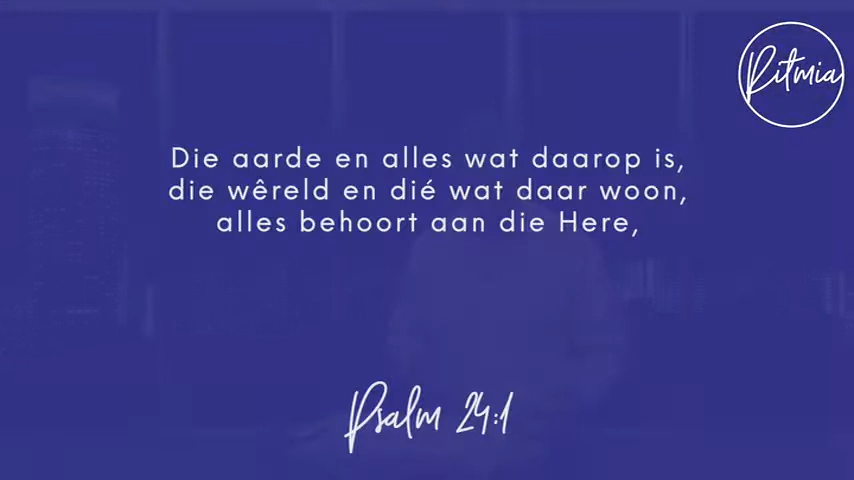 Ritmia
Die aarde en alles wat daarop is,
die wêreld en dié wat daar woon,
alles behoort aan die Here,
Psalm 24:1